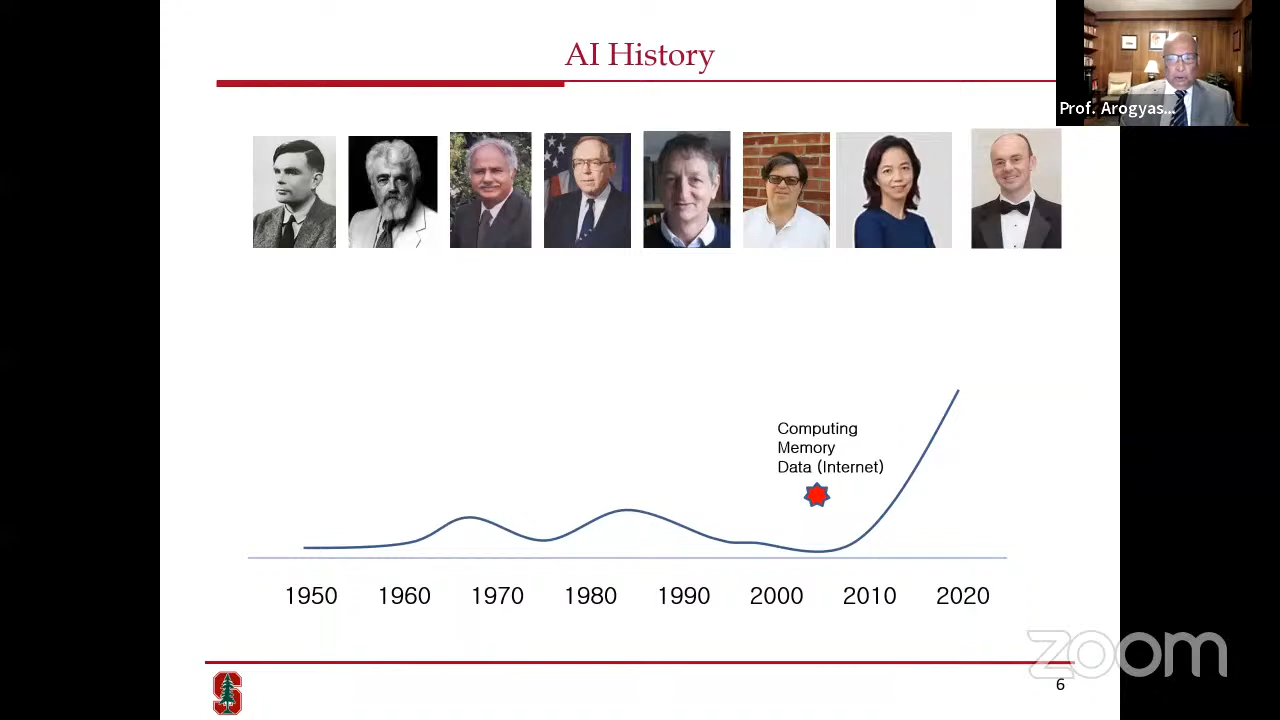 AI History
Prof. Arogyas...
Computing
Memory
Data (Internet)
1950 1960 1970 1980 1990 2000 2010 2020
zoom
6